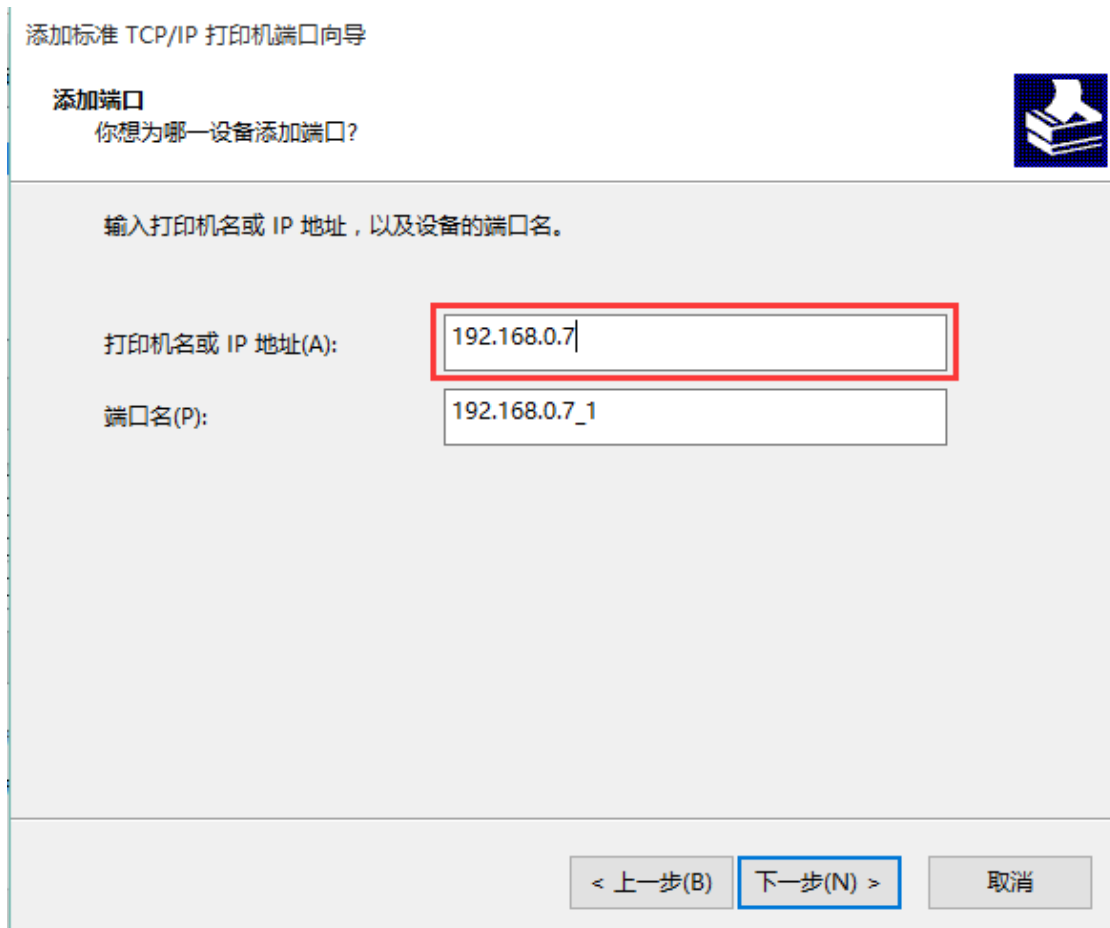 添加标准 TCP/IP 打印机端口向导
添加端口
你想为哪一设备添加端口?
输入打印机名或 IP 地址，以及设备的端口名。
打印机名或 IP 地址(A):
192.168.0.7
端口名(P):
192.168.0.7_1
< 上一步(B)
下一步(N) >
取消